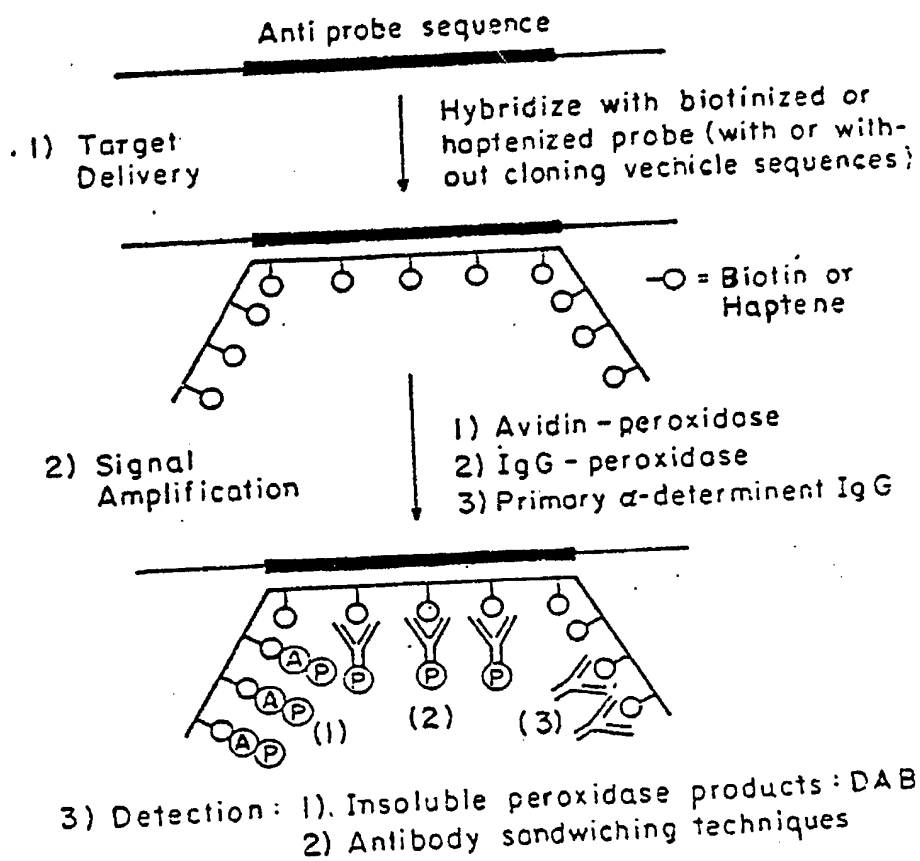 Anti probe sequence
1) Target
Delivery
Hybridize with biotinized or
haptenized probe (with or with-
out cloning vechicle sequences)
-O = Biotin or
Haptene
2) Signal
Amplification
1) Avidin-peroxidase
2) IgG-peroxidase
3) Primary α-determinent IgG
A P
A P
A P
(1)
P
P
P
(2)
(3)
3) Detection: 1). Insoluble peroxidase products: DAB
2) Antibody sandwiching techniques